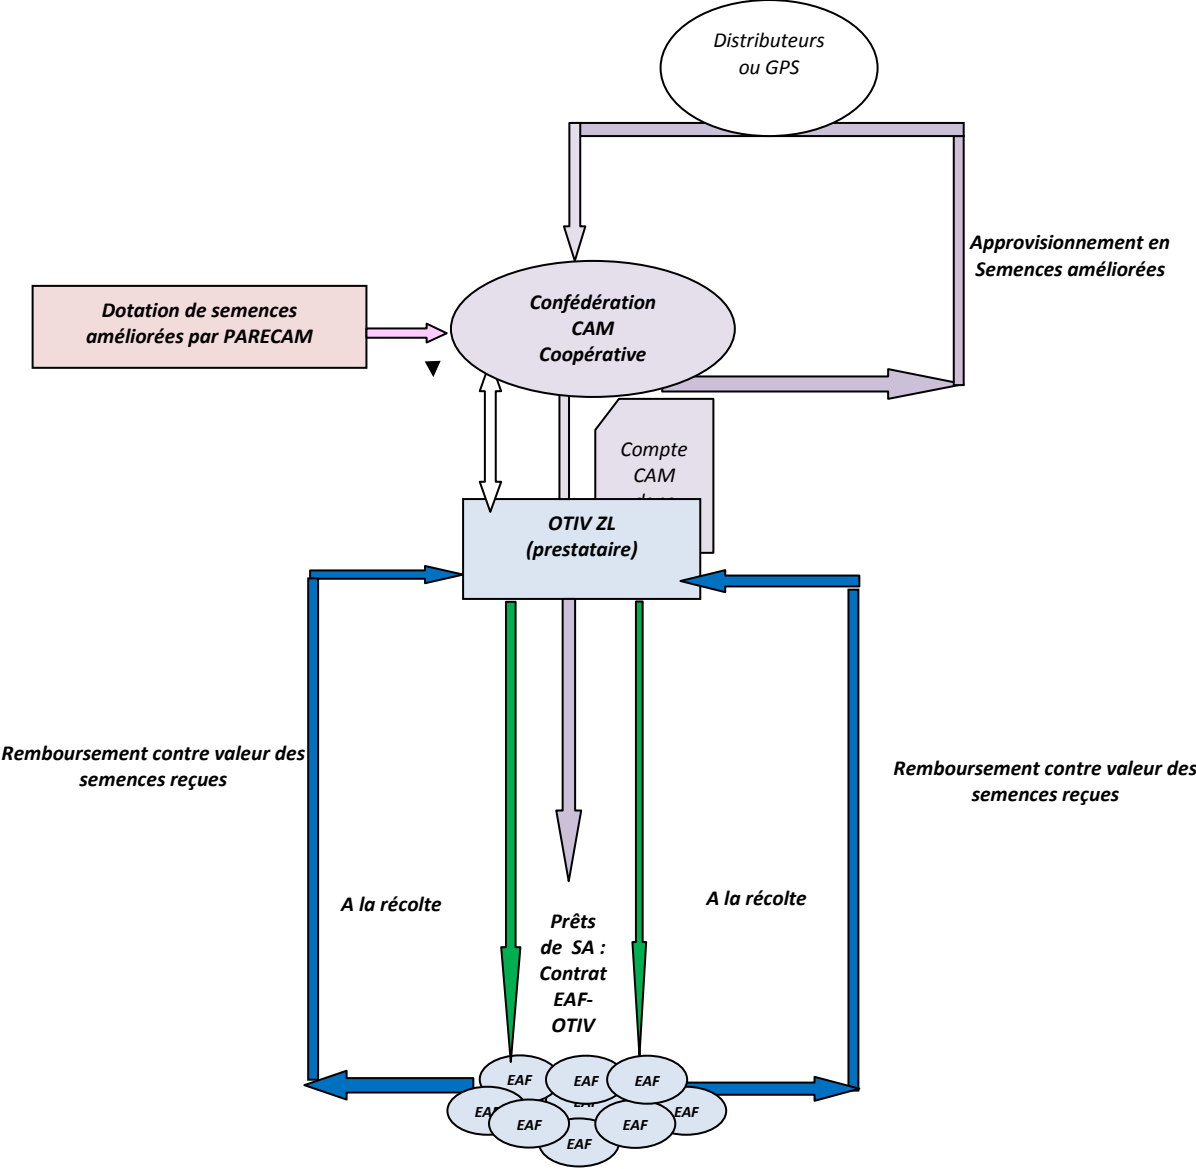 Distributeurs
ou GPS
Approvisionnement en
Semences améliorées
Confédération
CAM
Coopérative
Dotation de semences
améliorées par PARECAM
Compte
CAM
OTIV ZL
(prestataire)
Remboursement contre valeur des
semences reçues
Remboursement contre valeur des
semences reçues
A la récolte
A la récolte
Prêts
de SA :
Contrat
EAF-
OTIV
EAF
EAF
EAF
EAF
EAF
EAF
EAF